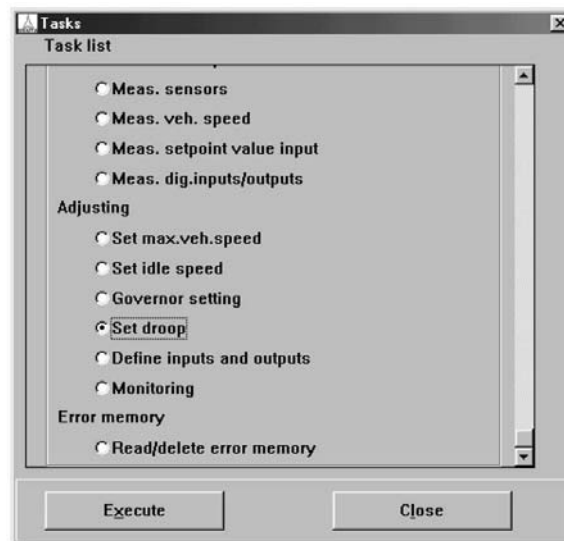 Tasks
Task list
Meas. sensors
Meas. veh. speed
Meas. setpoint value input
Meas. dig.inputs/outputs
Adjusting
Set max.veh.speed
Set idle speed
Governor setting
Set droop
Define inputs and outputs
Monitoring
Error memory
Read/delete error memory
Execute Close